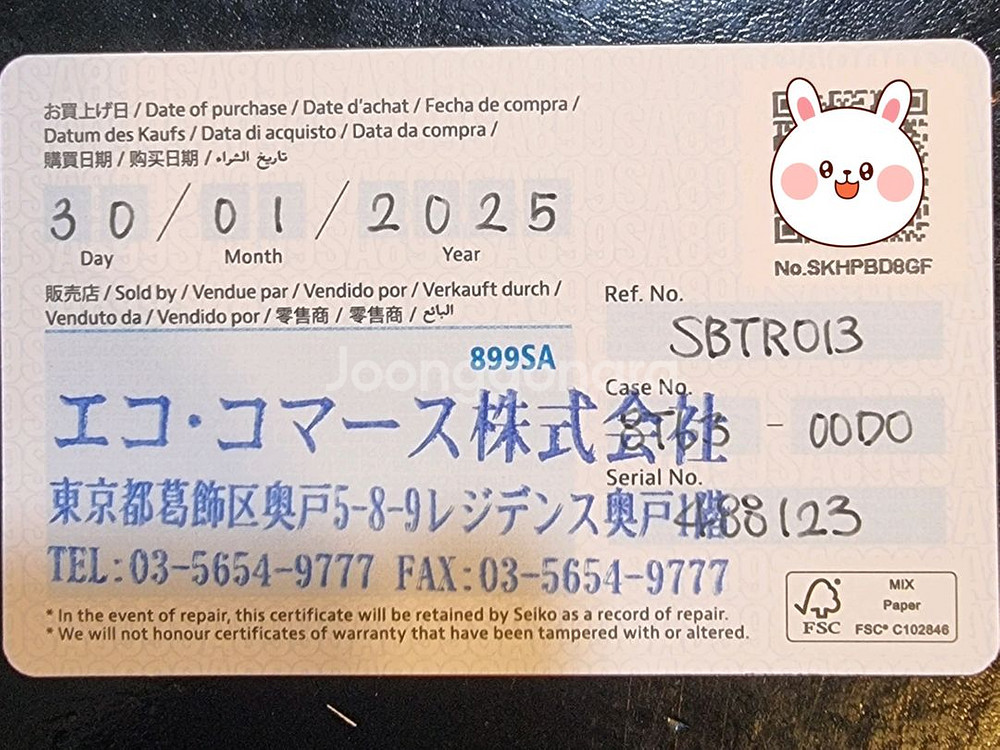 お買上げ日 / Date of purchase / Date d'achat / Fecha de compra /
Datum des Kaufs / Data di acquisto / Data da compra /
購買日期 / 购买日期 / تاريخ الشراء
30 / 01 / 2025
Day Month Year
No.SKHPBD8GF
販売店 / Sold by / Vendue par / Vendido por / Verkauft durch /
Venduto da / Vendido por / 零售商 / 零售商 / البائع
Ref. No.
SBTR013
899SA
Joonggonara
Case No.
8T63 - 00D0
エコ・コマース株式会社
Serial No.
488123
東京都葛飾区奥戸5-8-9レジデンス奥戸1階
TEL:03-5654-9777 FAX:03-5654-9777
* In the event of repair, this certificate will be retained by Seiko as a record of repair.
* We will not honour certificates of warranty that have been tampered with or altered.
FSC
MIX
Paper
FSC® C102846